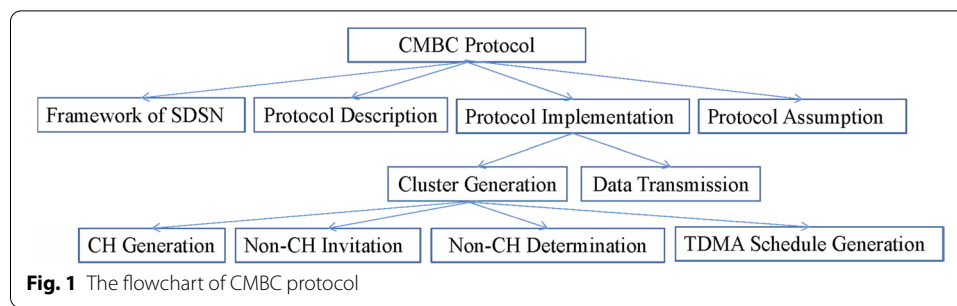 CMBC Protocol
Framework of SDSN Protocol Description Protocol Implementation Protocol Assumption
Cluster Generation Data Transmission
CH Generation Non-CH Invitation Non-CH Determination TDMA Schedule Generation
Fig. 1 The flowchart of CMBC protocol